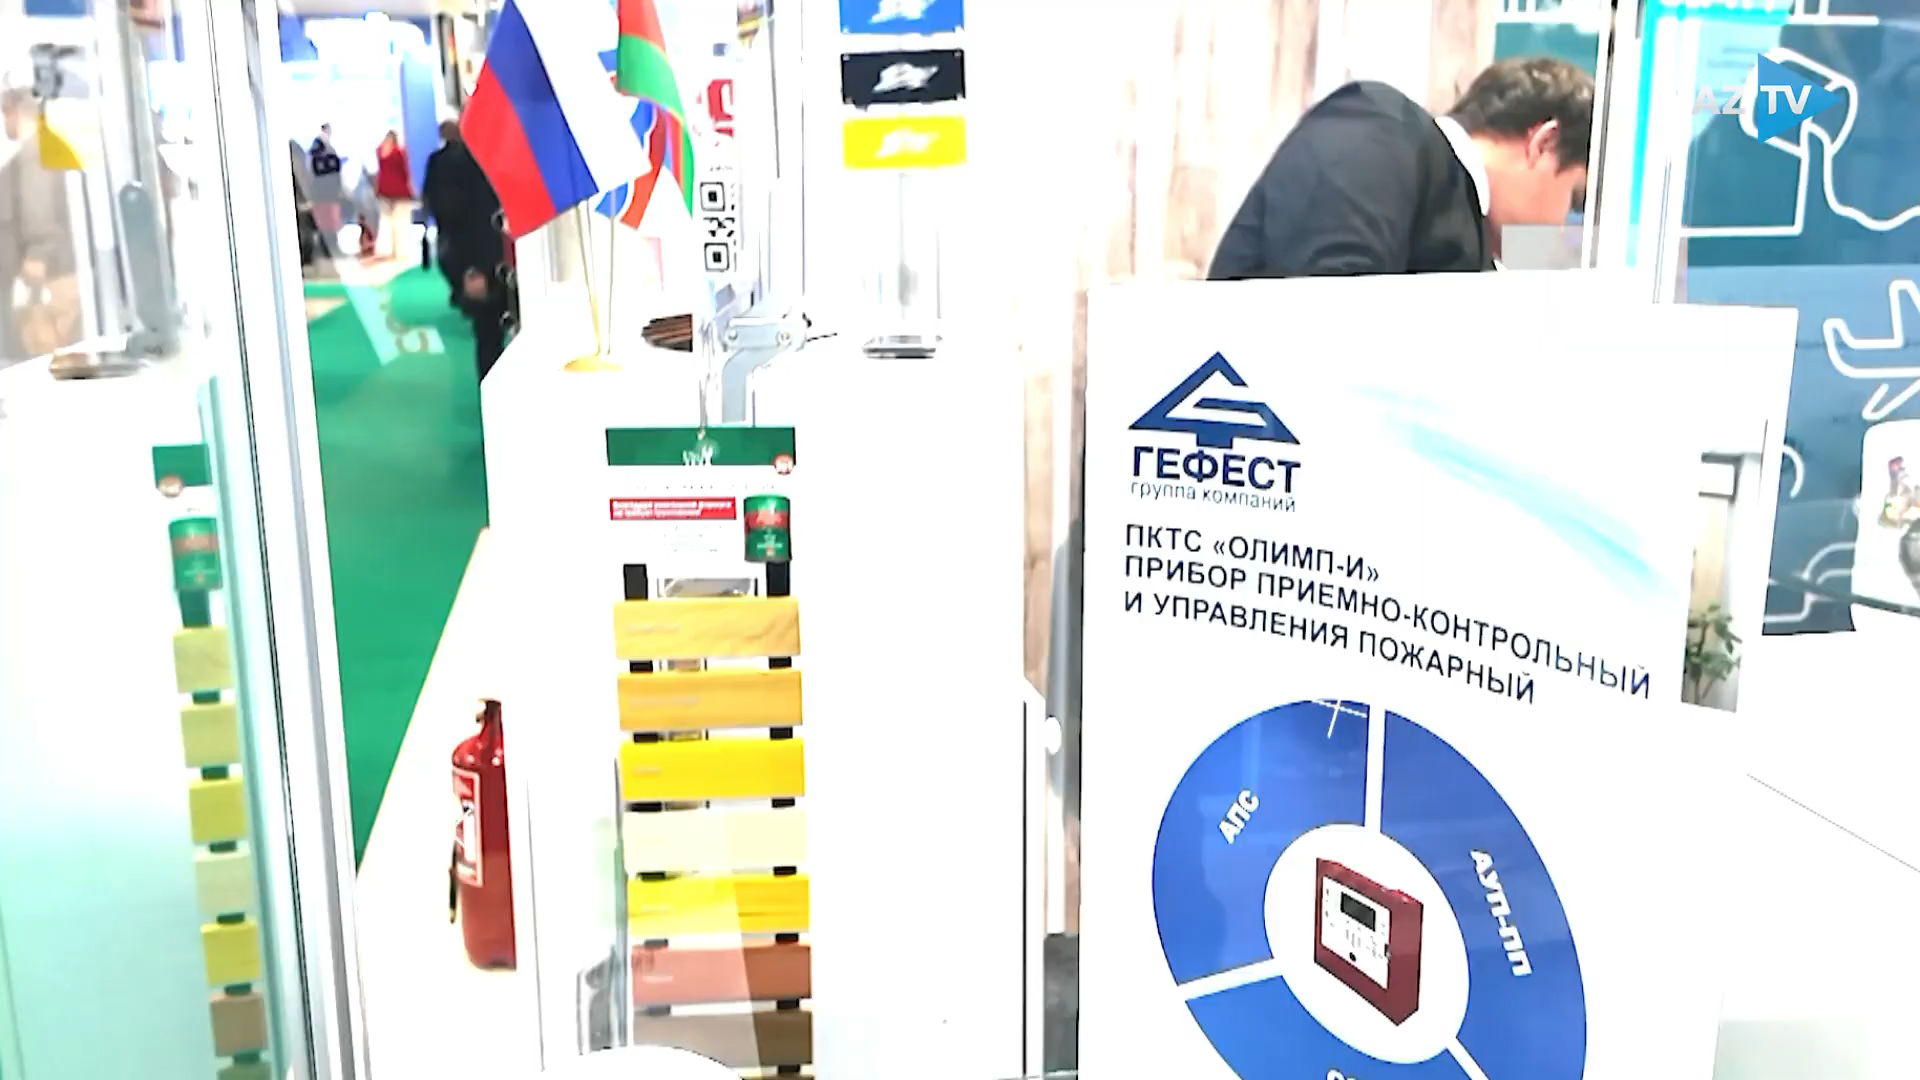 AZ TV
ГЕФЕСТ
группа компаний
ПКТС «ОЛИМП-И»
ПРИБОР ПРИЕМНО-КОНТРОЛЬНЫЙ
И УПРАВЛЕНИЯ ПОЖАРНЫЙ
АПС
АУП-ПП